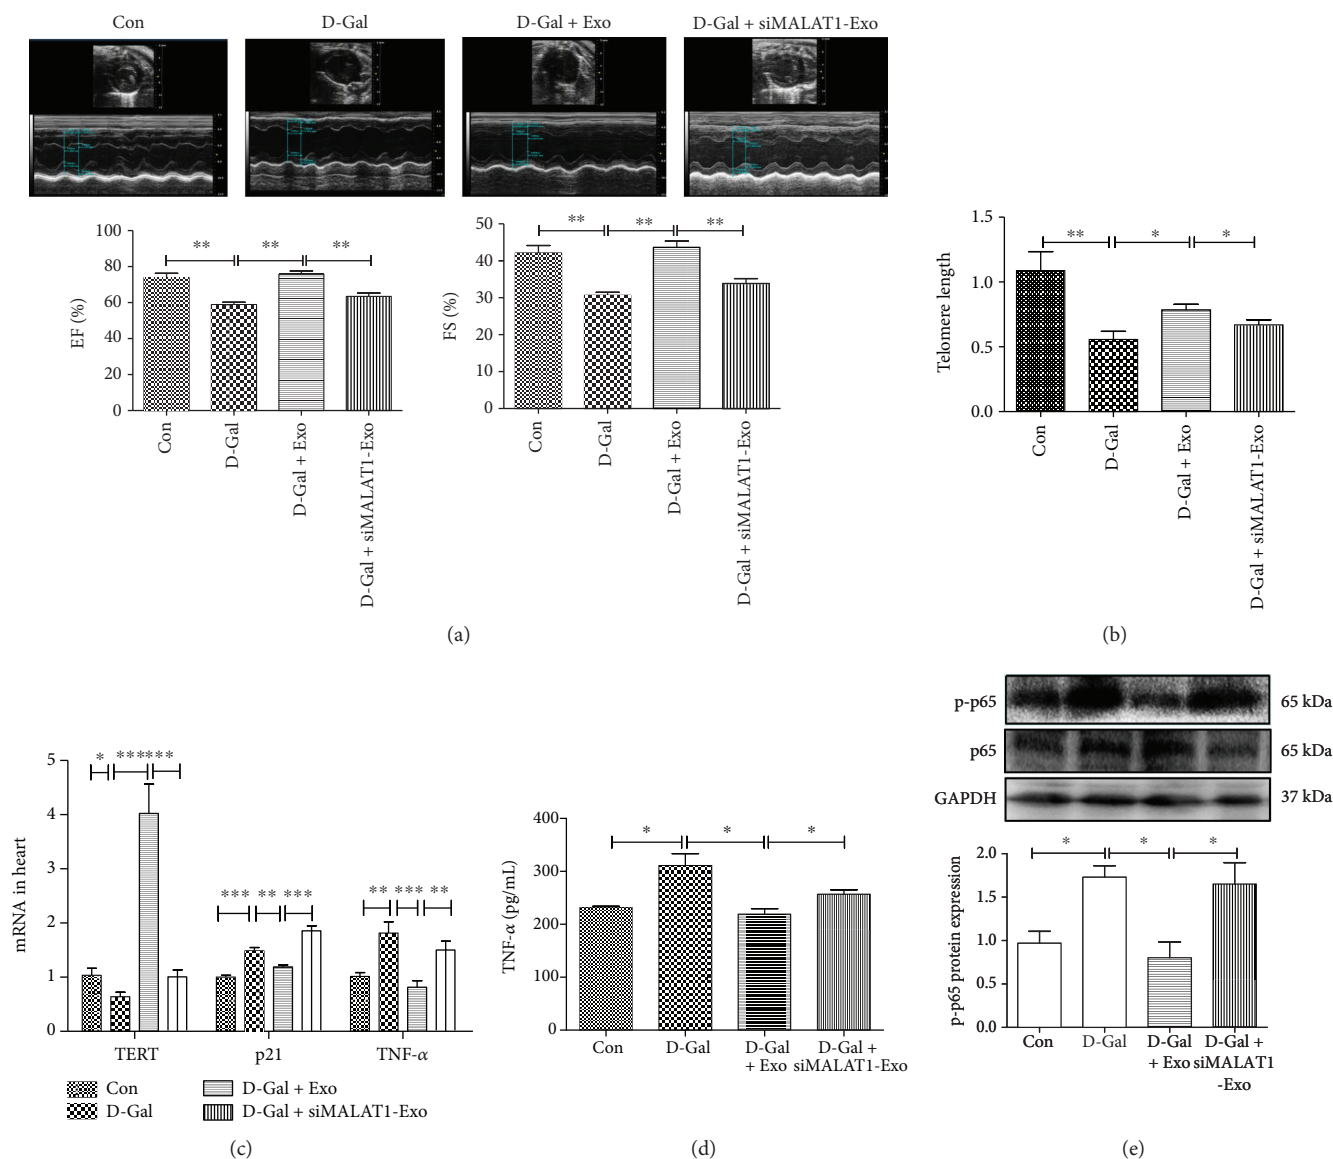 Con
D-Gal
D-Gal + Exo
D-Gal + siMALAT1-Exo
EF (%)
100
80
60
40
20
0
**
**
**
Con
D-Gal
D-Gal + Exo
D-Gal + siMALAT1-Exo
FS (%)
50
40
30
20
10
0
**
**
**
Con
D-Gal
D-Gal + Exo
D-Gal + siMALAT1-Exo
(a)
Telomere length
1.5
1.0
0.5
0.0
**
*
*
Con
D-Gal
D-Gal + Exo
D-Gal + siMALAT1-Exo
(b)
mRNA in heart
5
4
3
2
1
0
*
***
***
***
**
***
**
***
**
TERT
p21
TNF-α
Con
D-Gal
D-Gal + Exo
D-Gal + siMALAT1-Exo
(c)
TNF-α (pg/mL)
400
300
200
100
0
*
*
*
Con
D-Gal
D-Gal
+ Exo
D-Gal +
siMALAT1-Exo
(d)
p-p65
65 kDa
p65
65 kDa
GAPDH
37 kDa
p-p65 protein expression
2.0
1.5
1.0
0.5
0.0
*
*
*
Con
D-Gal
D-Gal
+ Exo
D-Gal +
siMALAT1
-Exo
(e)